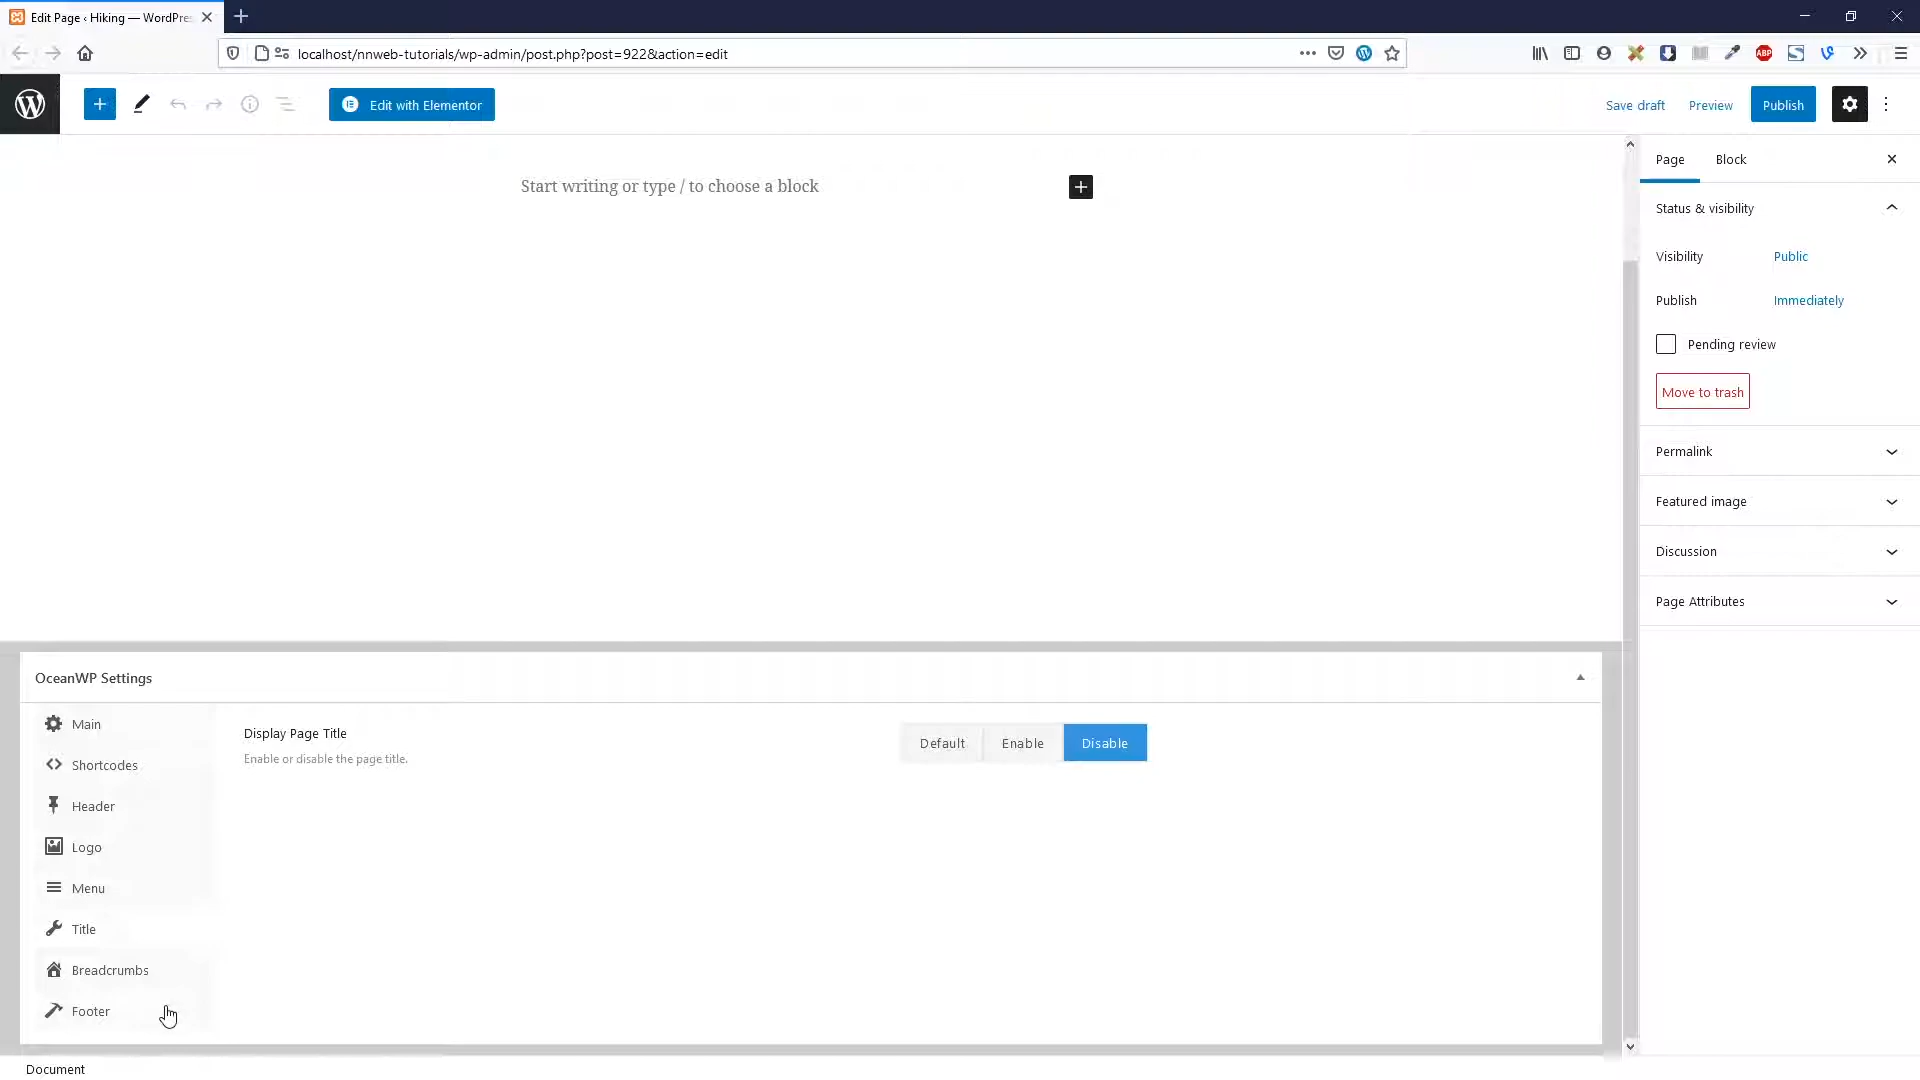 Edit Page ‹ Hiking — WordPres
localhost/nnweb-tutorials/wp-admin/post.php?post=922&action=edit
ABP
Edit with Elementor
Save draft
Preview
Publish
Start writing or type / to choose a block
Page
Block
Status & visibility
Visibility
Public
Publish
Immediately
Pending review
Move to trash
Permalink
Featured image
Discussion
Page Attributes
OceanWP Settings
Main
Shortcodes
Header
Logo
Menu
Title
Breadcrumbs
Footer
Display Page Title
Enable or disable the page title.
Default
Enable
Disable
Document